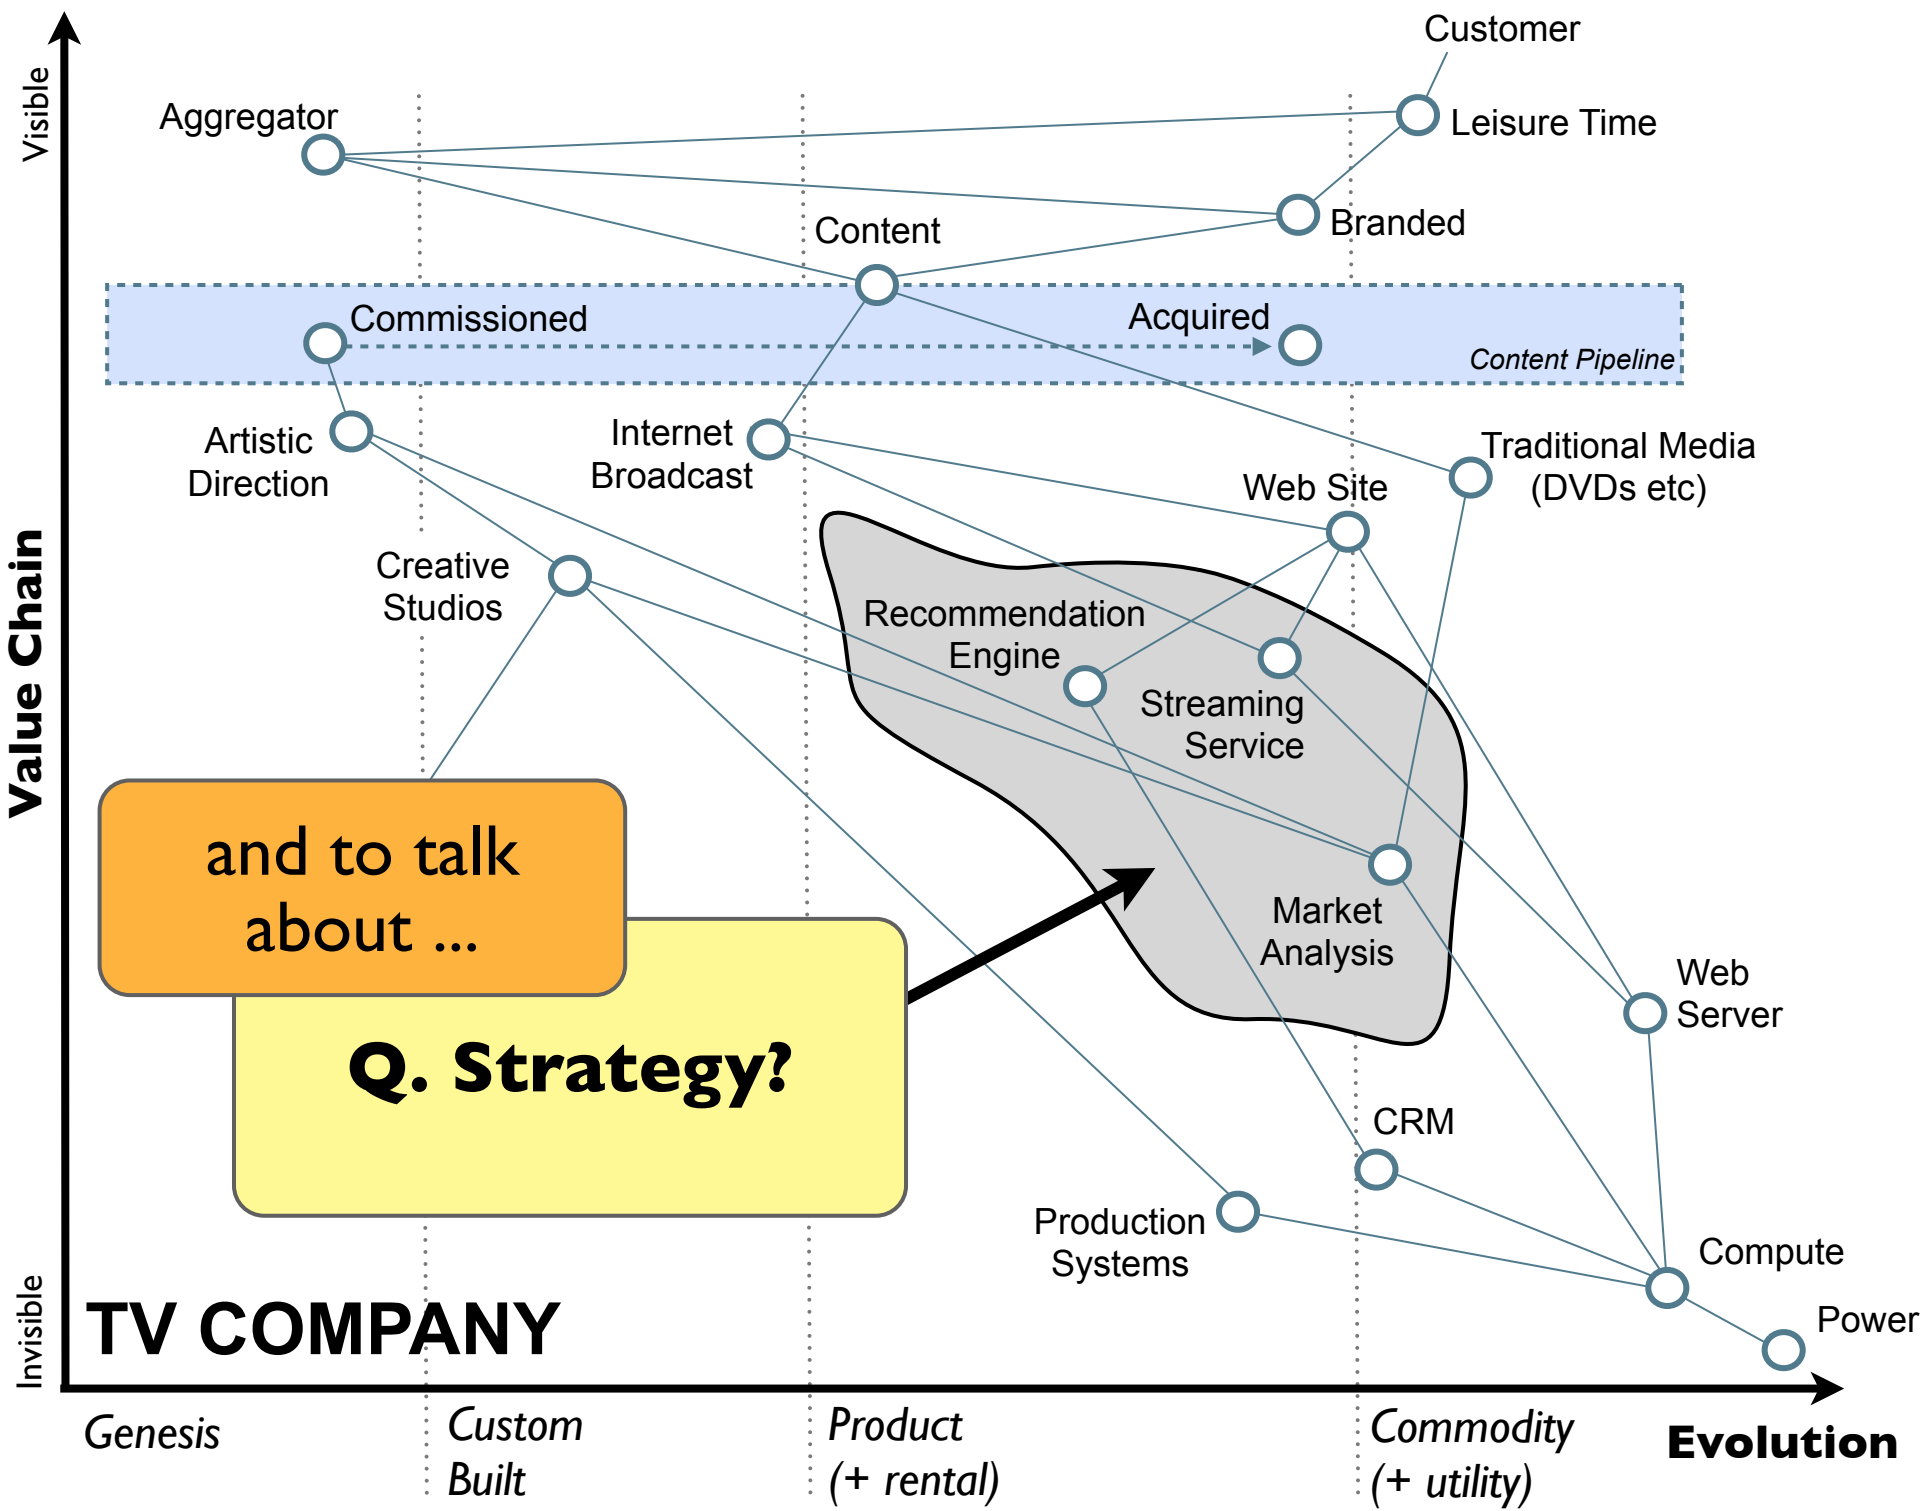 Customer
Visible
Aggregator
Leisure Time
Content
Branded
Commissioned
Acquired
Content Pipeline
Artistic
Direction
Internet
Broadcast
Traditional Media
(DVDs etc)
Web Site
Creative
Studios
Recommendation
Engine
Streaming
Service
Value Chain
and to talk
about ...
Market
Analysis
Web
Server
Q. Strategy?
CRM
Production
Systems
Compute
Power
Invisible
TV COMPANY
Genesis
Custom
Built
Product
(+ rental)
Commodity
(+ utility)
Evolution